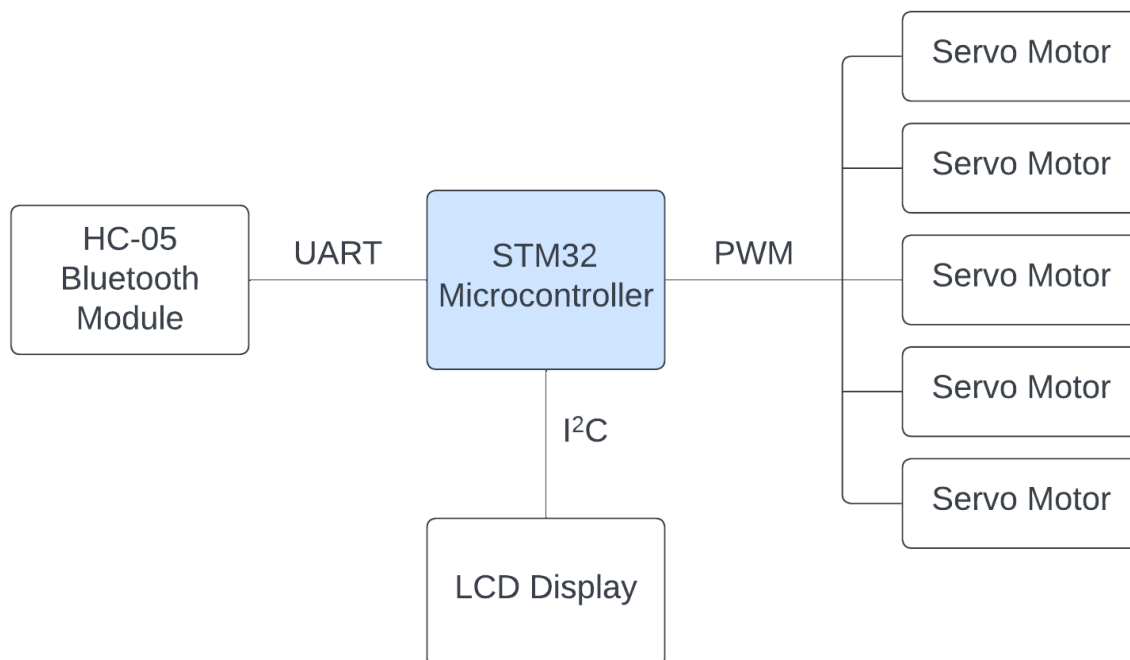 Servo Motor
Servo Motor
HC-05
Bluetooth
Module
UART
STM32
Microcontroller
PWM
Servo Motor
Servo Motor
I²C
Servo Motor
LCD Display